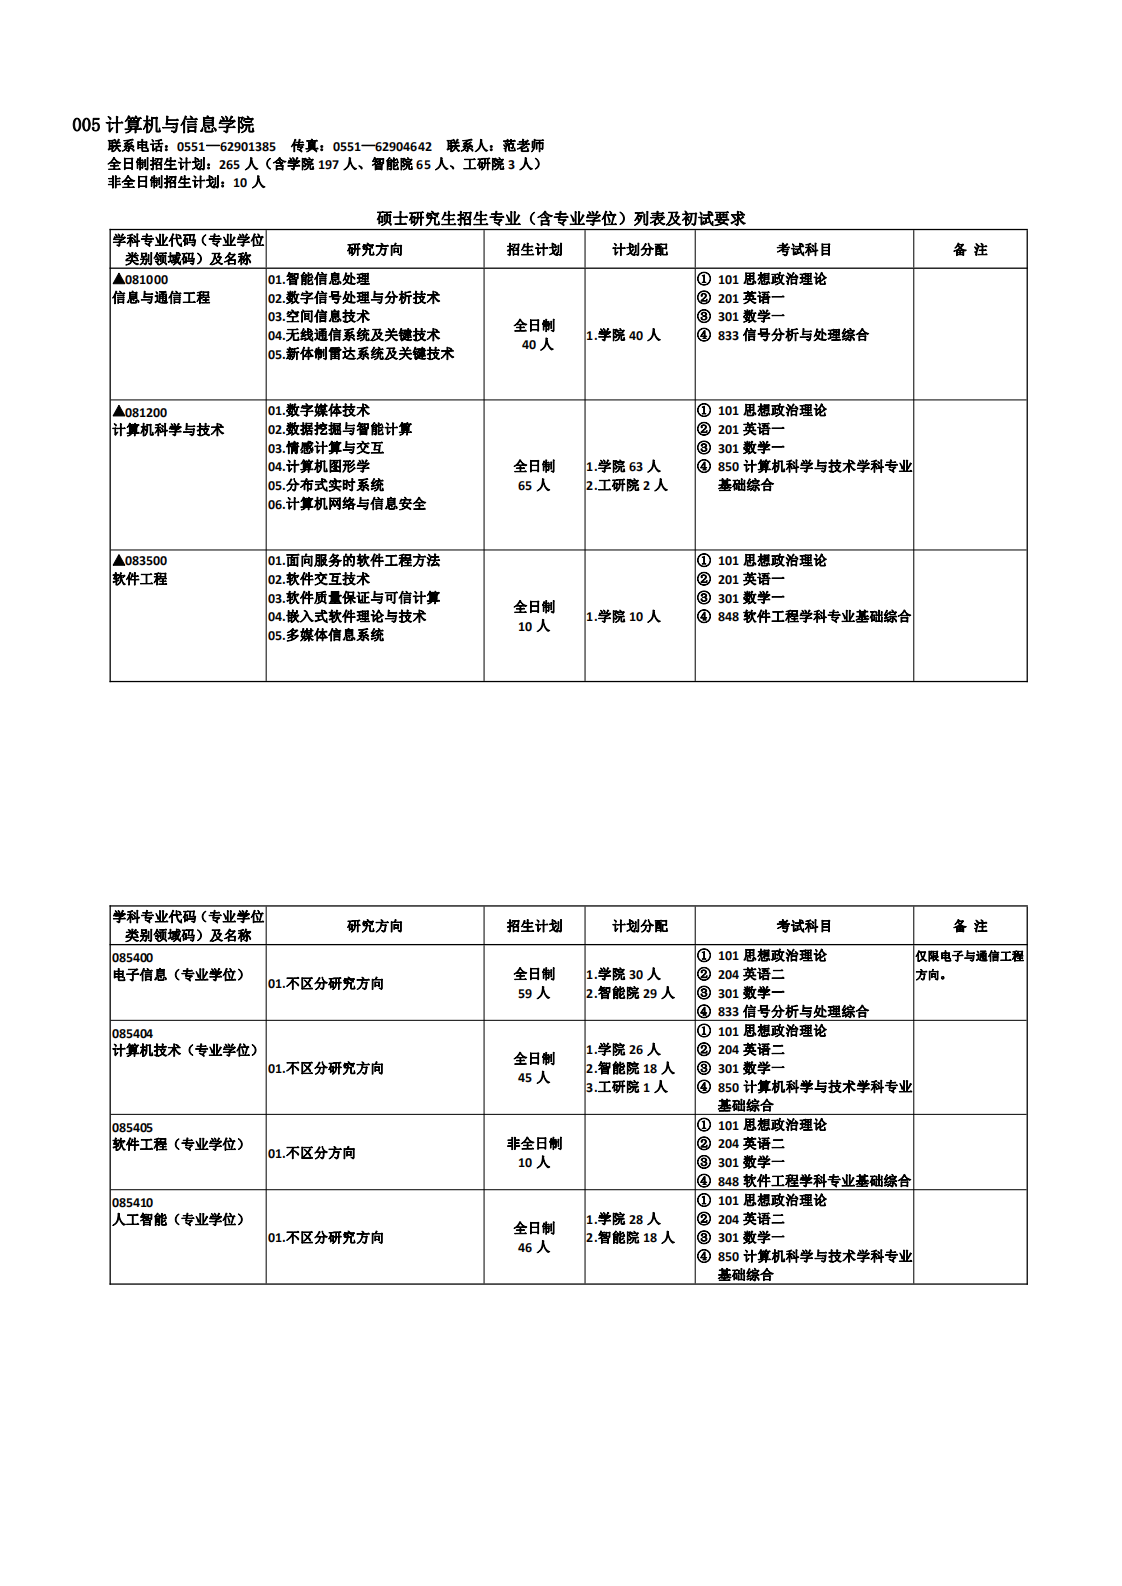 005 计算机与信息学院
联系电话：0551—62901385 传真：0551—62904642 联系人：范老师
全日制招生计划：265 人（含学院 197 人、智能院 65 人、工研院 3 人）
非全日制招生计划：10 人
硕士研究生招生专业（含专业学位）列表及初试要求
学科专业代码（专业学位
类别领域码）及名称
研究方向
招生计划
计划分配
考试科目
备 注
▲081000
信息与通信工程
01.智能信息处理
02.数字信号处理与分析技术
03.空间信息技术
04.无线通信系统及关键技术
05.新体制雷达系统及关键技术
全日制
40 人
1.学院 40 人
① 101 思想政治理论
② 201 英语一
③ 301 数学一
④ 833 信号分析与处理综合
▲081200
计算机科学与技术
01.数字媒体技术
02.数据挖掘与智能计算
03.情感计算与交互
04.计算机图形学
05.分布式实时系统
06.计算机网络与信息安全
全日制
65 人
1.学院 63 人
2.工研院 2 人
① 101 思想政治理论
② 201 英语一
③ 301 数学一
④ 850 计算机科学与技术学科专业
基础综合
▲083500
软件工程
01.面向服务的软件工程方法
02.软件交互技术
03.软件质量保证与可信计算
04.嵌入式软件理论与技术
05.多媒体信息系统
全日制
10 人
1.学院 10 人
① 101 思想政治理论
② 201 英语一
③ 301 数学一
④ 848 软件工程学科专业基础综合
学科专业代码（专业学位
类别领域码）及名称
研究方向
招生计划
计划分配
考试科目
备 注
085400
电子信息（专业学位）
01.不区分研究方向
全日制
59 人
1.学院 30 人
2.智能院 29 人
① 101 思想政治理论
② 204 英语二
③ 301 数学一
④ 833 信号分析与处理综合
仅限电子与通信工程
方向。
085404
计算机技术（专业学位）
01.不区分研究方向
全日制
45 人
1.学院 26 人
2.智能院 18 人
3.工研院 1 人
① 101 思想政治理论
② 204 英语二
③ 301 数学一
④ 850 计算机科学与技术学科专业
基础综合
085405
软件工程（专业学位）
01.不区分方向
非全日制
10 人
① 101 思想政治理论
② 204 英语二
③ 301 数学一
④ 848 软件工程学科专业基础综合
085410
人工智能（专业学位）
01.不区分研究方向
全日制
46 人
1.学院 28 人
2.智能院 18 人
① 101 思想政治理论
② 204 英语二
③ 301 数学一
④ 850 计算机科学与技术学科专业
基础综合